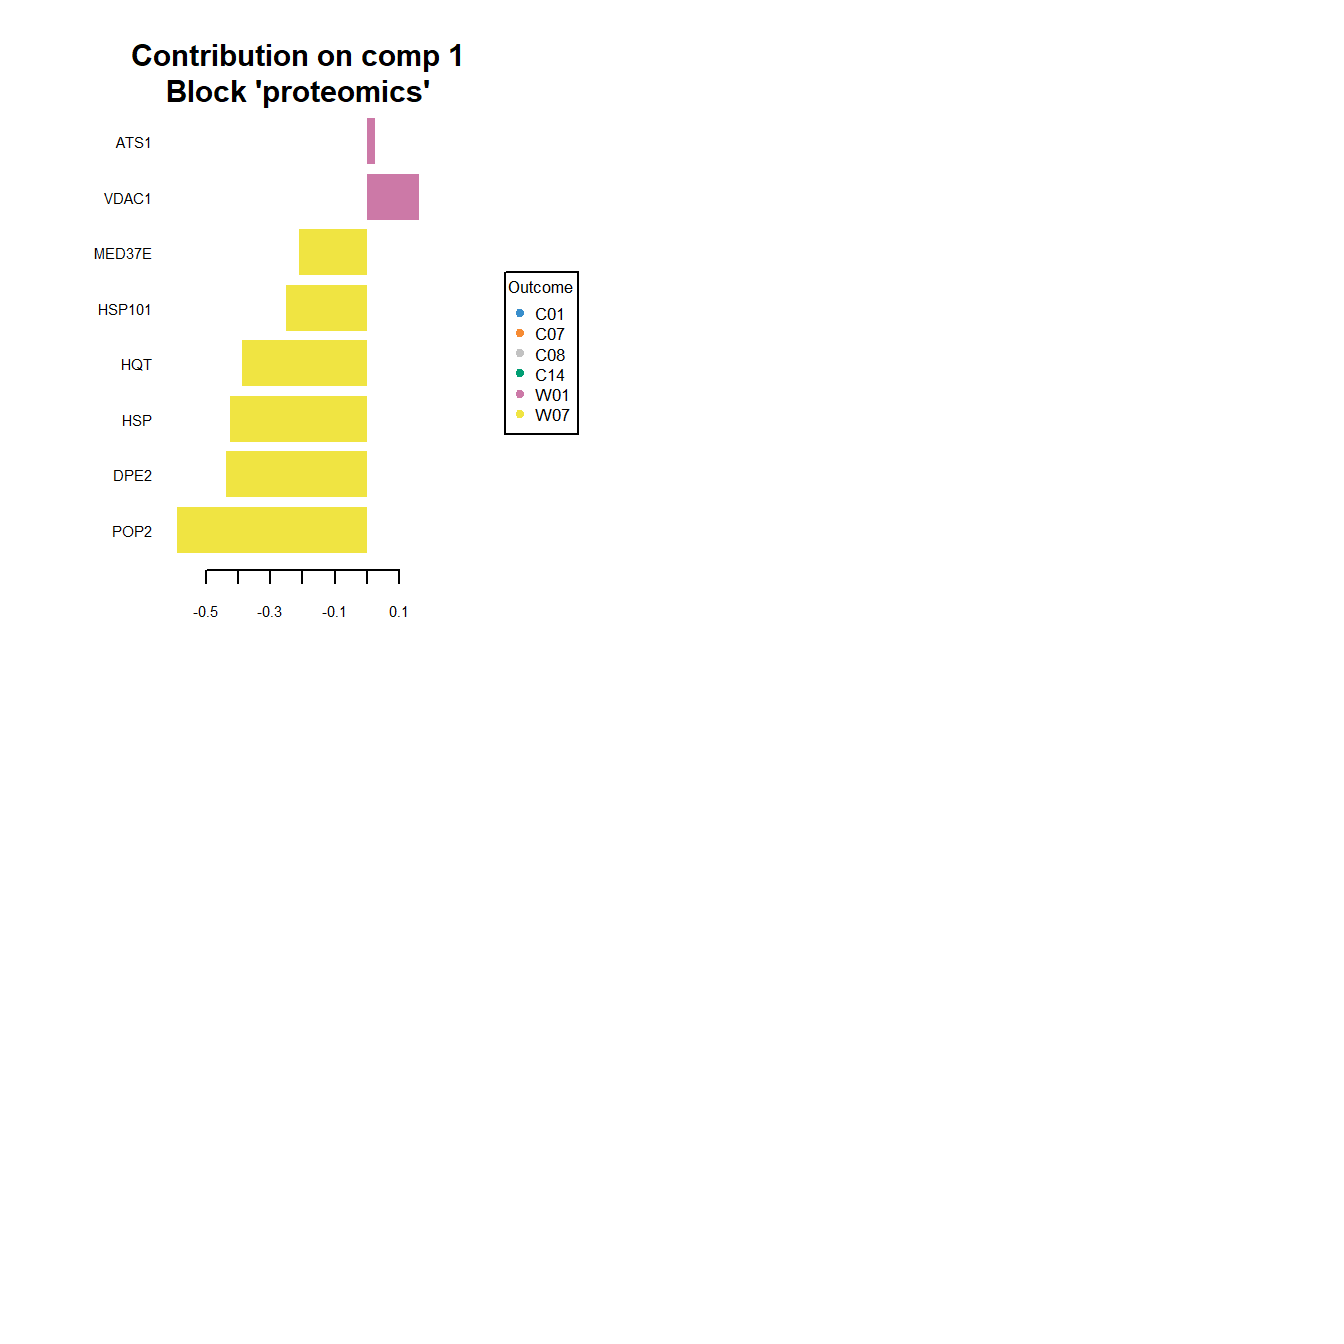 Contribution on comp 1
Block 'proteomics'
ATS1
VDAC1
MED37E
HSP101
HQT
HSP
DPE2
POP2
-0.5 -0.3 -0.1 0.1
Outcome
C01
C07
C08
C14
W01
W07